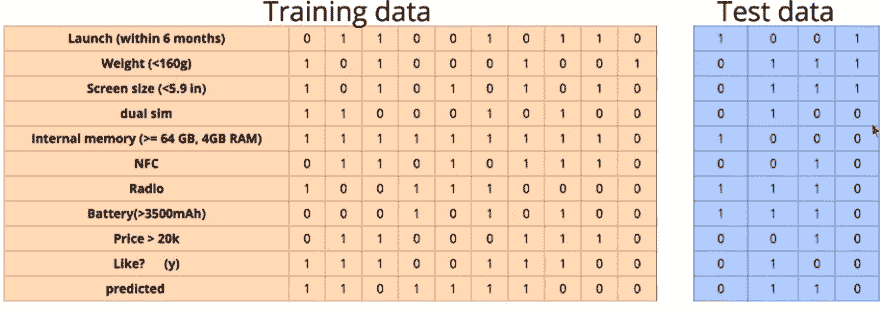 Training data Test data
Launch (within 6 months) 0 1 1 0 0 1 0 1 1 0 1 0 0 1
Weight (<160g) 1 0 1 0 0 0 1 0 0 1 0 1 1 1
Screen size (<5.9 in) 1 0 1 0 1 0 1 0 1 0 0 1 1 1
dual sim 1 1 0 0 0 1 0 1 0 0 0 1 0 0
Internal memory (>= 64 GB, 4GB RAM) 1 1 1 1 1 1 1 1 1 0 1 0 0 0
NFC 0 1 1 0 1 0 1 1 1 0 0 0 1 0
Radio 1 0 0 1 1 1 0 0 0 0 1 1 1 0
Battery(>3500mAh) 0 0 0 1 0 1 0 1 0 0 1 1 1 0
Price > 20k 0 1 1 0 0 0 1 1 1 0 0 0 1 0
Like? (y) 1 1 1 0 0 1 1 1 0 0 0 1 0 0
predicted 1 1 0 1 1 1 1 0 0 0 0 1 1 0